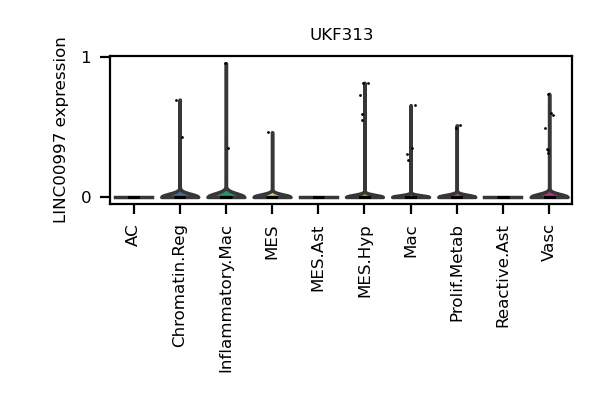 UKF313
LINC00997 expression
1
0
AC
Chromatin.Reg
Inflammatory.Mac
MES
MES.Ast
MES.Hyp
Mac
Prolif.Metab
Reactive.Ast
Vasc